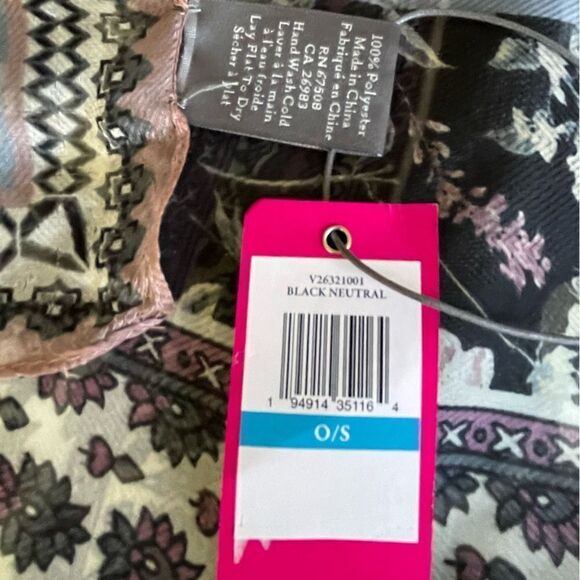 100% Polyester
Made in China
Fabriqué en Chine
RN 67508
CA 26983
Hand Wash Cold
Laver à la main
à l'eau froide
Lay Flat To Dry
Sécher à plat
V26321001
BLACK NEUTRAL
1 94914 35116 4
O/S